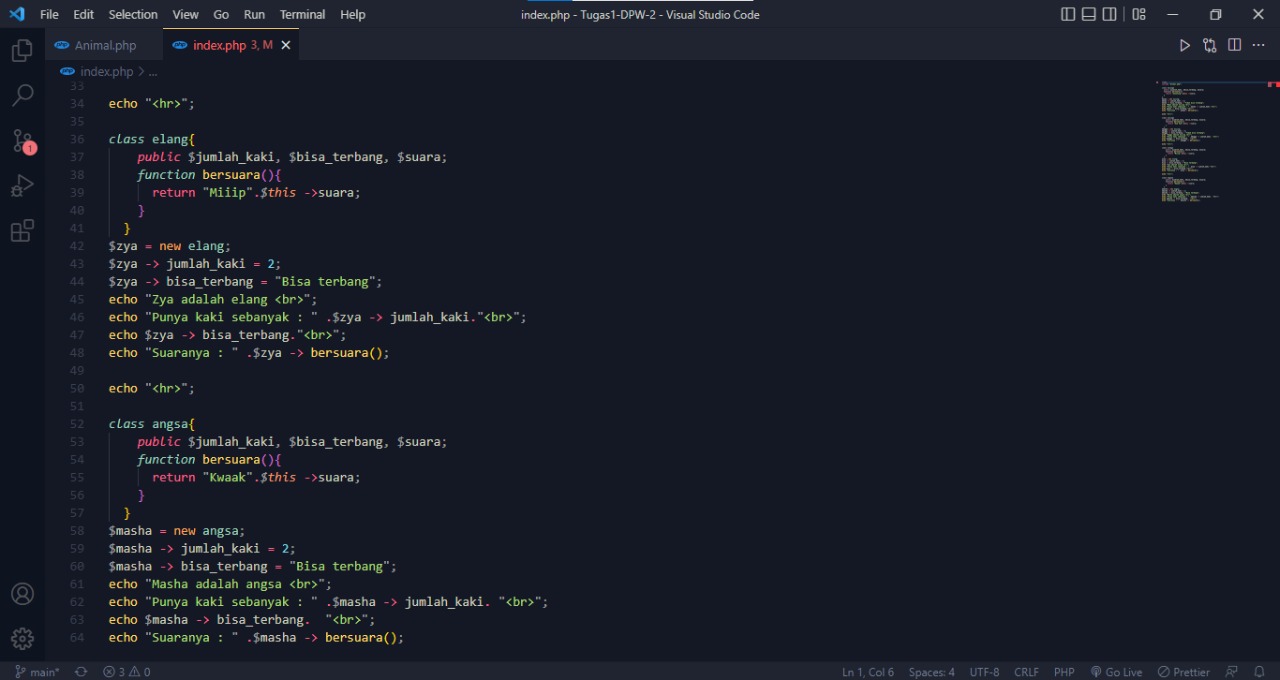 File Edit Selection View Go Run Terminal Help index.php - Tugas1-DPW-2 - Visual Studio Code
Animal.php index.php 3, M
index.php > ...
33
34 echo "<hr>";
35
36 class elang{
37 public $jumlah_kaki, $bisa_terbang, $suara;
38 function bersuara(){
39 return "Miiip".$this ->suara;
40 }
41 }
42 $zya = new elang;
43 $zya -> jumlah_kaki = 2;
44 $zya -> bisa_terbang = "Bisa terbang";
45 echo "Zya adalah elang <br>";
46 echo "Punya kaki sebanyak : " .$zya -> jumlah_kaki."<br>";
47 echo $zya -> bisa_terbang."<br>";
48 echo "Suaranya : " .$zya -> bersuara();
49
50 echo "<hr>";
51
52 class angsa{
53 public $jumlah_kaki, $bisa_terbang, $suara;
54 function bersuara(){
55 return "Kwaak".$this ->suara;
56 }
57 }
58 $masha = new angsa;
59 $masha -> jumlah_kaki = 2;
60 $masha -> bisa_terbang = "Bisa terbang";
61 echo "Masha adalah angsa <br>";
62 echo "Punya kaki sebanyak : " .$masha -> jumlah_kaki. "<br>";
63 echo $masha -> bisa_terbang.  "<br>";
64 echo "Suaranya : " .$masha -> bersuara();
1
main* 3 0 Ln 1, Col 6 Spaces: 4 UTF-8 CRLF PHP Go Live Prettier